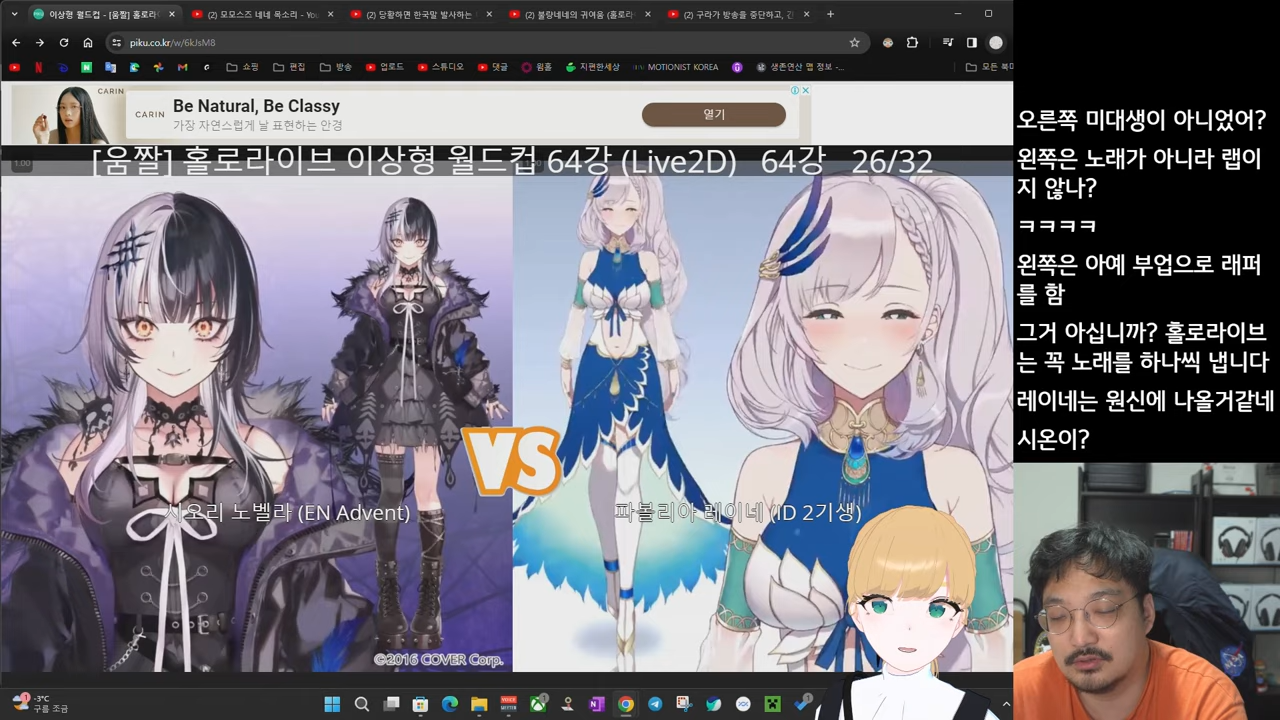 이상형 월드컵 - [움짤] 홀로라이
(2) 모모스즈 네네 목소리 - You
(2) 당황하면 한국말 발사하는
(2) 불량네네의 귀여움 (홀로라
(2) 구라가 방송을 중단하고, 긴
piku.co.kr/w/6kJsM8
쇼핑
편집
방송
업로드
스튜디오
댓글
윔홀
지편한세상
MOTIONIST KOREA
생존연산 맵 정보 -...
모든 북마
CARIN
CARIN
Be Natural, Be Classy
가장 자연스럽게 날 표현하는 안경
열기
1.00
[움짤] 홀로라이브 이상형 월드컵 64강 (Live2D) 64강 26/32
VS
시오리 노벨라 (EN Advent)
파볼리아 레이네 (ID 2기생)
©2016 COVER Corp.
오른쪽 미대생이 아니었어?
왼쪽은 노래가 아니라 랩이
지 않나?
ㅋㅋㅋㅋ
왼쪽은 아예 부업으로 래퍼
를 함
그거 아십니까? 홀로라이브
는 꼭 노래를 하나씩 냅니다
레이네는 원신에 나올거같네
시온이?
-3°C
구름 조금